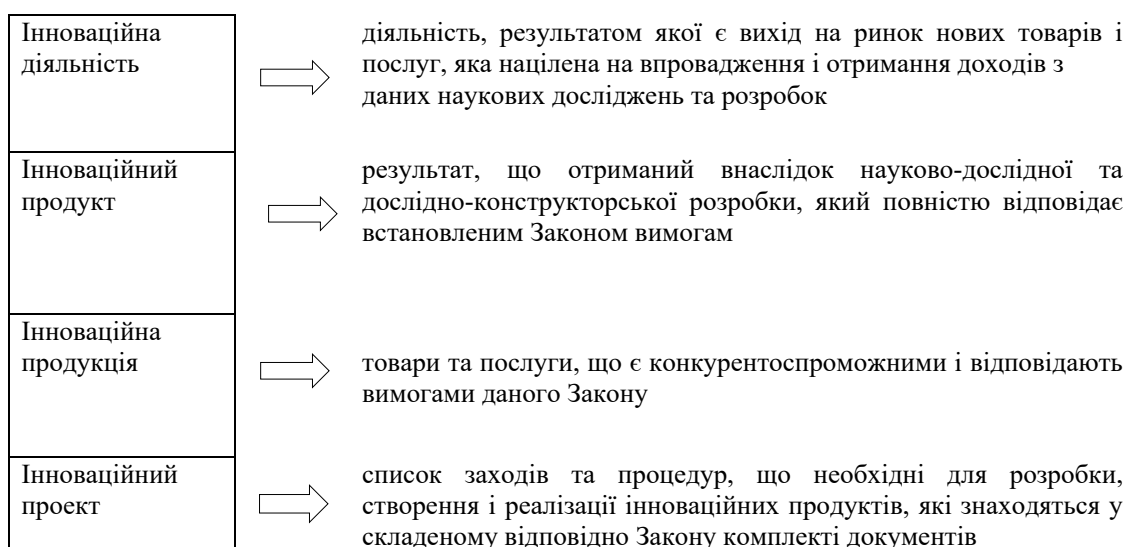 Інноваційна
діяльність
діяльність, результатом якої є вихід на ринок нових товарів і
послуг, яка націлена на впровадження і отримання доходів з
даних наукових досліджень та розробок
Інноваційний
продукт
результат, що отриманий внаслідок науково-дослідної та
дослідно-конструкторської розробки, який повністю відповідає
встановленим Законом вимогам
Інноваційна
продукція
товари та послуги, що є конкурентоспроможними і відповідають
вимогами даного Закону
Інноваційний
проект
список заходів та процедур, що необхідні для розробки,
створення і реалізації інноваційних продуктів, які знаходяться у
складеному відповідно Закону комплекті документів